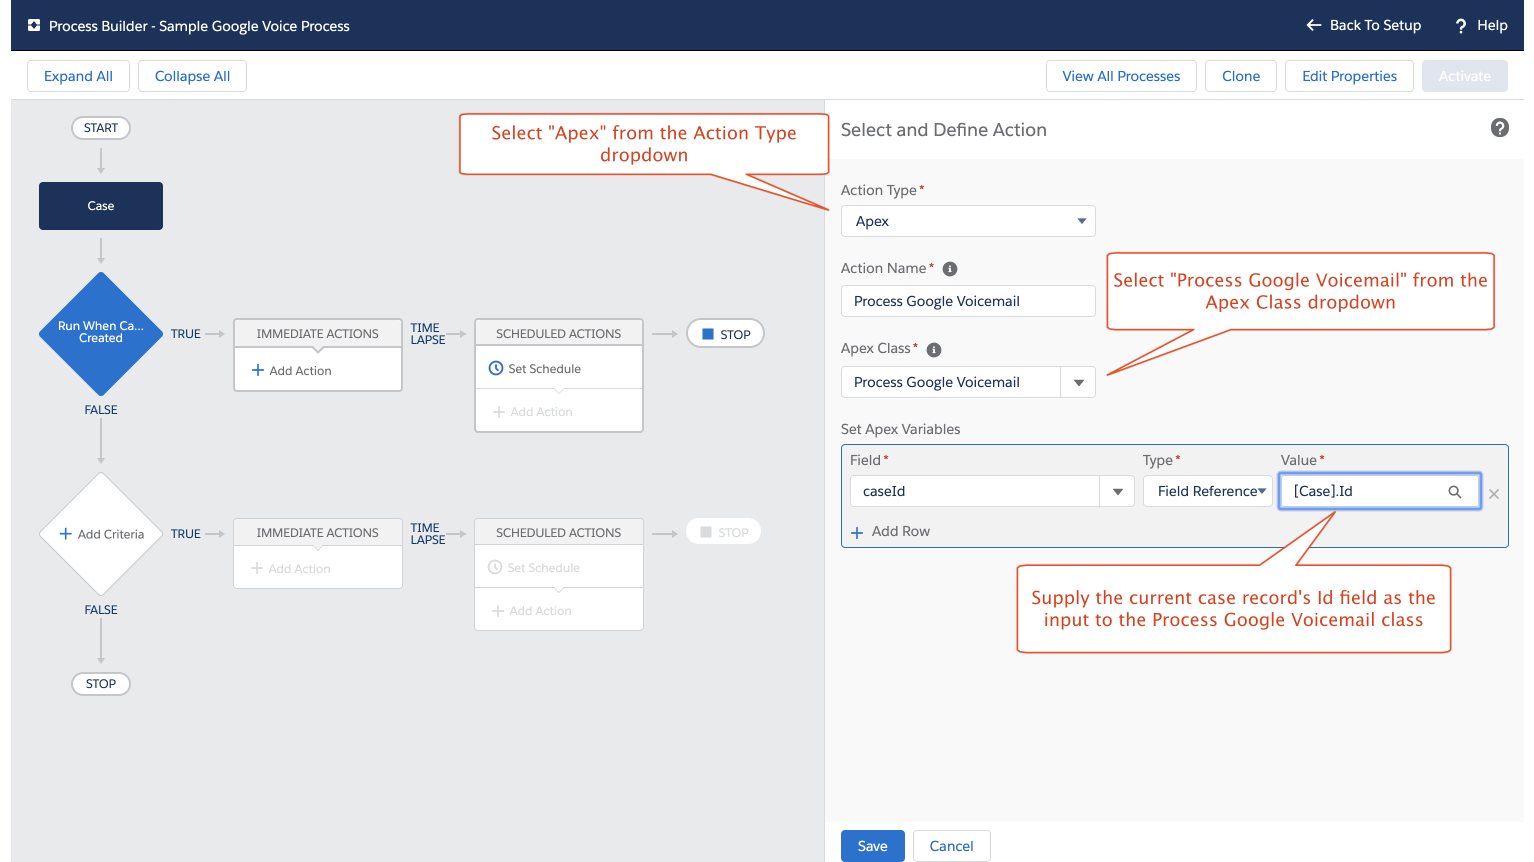 Process Builder - Sample Google Voice Process
Back To Setup
? Help
Expand All
Collapse All
View All Processes
Clone
Edit Properties
Activate
START
Select "Apex" from the Action Type
dropdown
Select and Define Action
?
Action Type*
Apex
Case
Action Name* i
Process Google Voicemail
Select "Process Google Voicemail" from the
Apex Class dropdown
Run When Ca...
Created
TRUE
IMMEDIATE ACTIONS
+ Add Action
TIME
LAPSE
SCHEDULED ACTIONS
Set Schedule
+ Add Action
STOP
Apex Class* i
Process Google Voicemail
FALSE
Set Apex Variables
Field*
Type*
Value*
caseId
Field Reference
[Case].Id
+ Add Row
+ Add Criteria
TRUE
IMMEDIATE ACTIONS
+ Add Action
TIME
LAPSE
SCHEDULED ACTIONS
Set Schedule
+ Add Action
STOP
FALSE
Supply the current case record's Id field as the
input to the Process Google Voicemail class
STOP
Save
Cancel